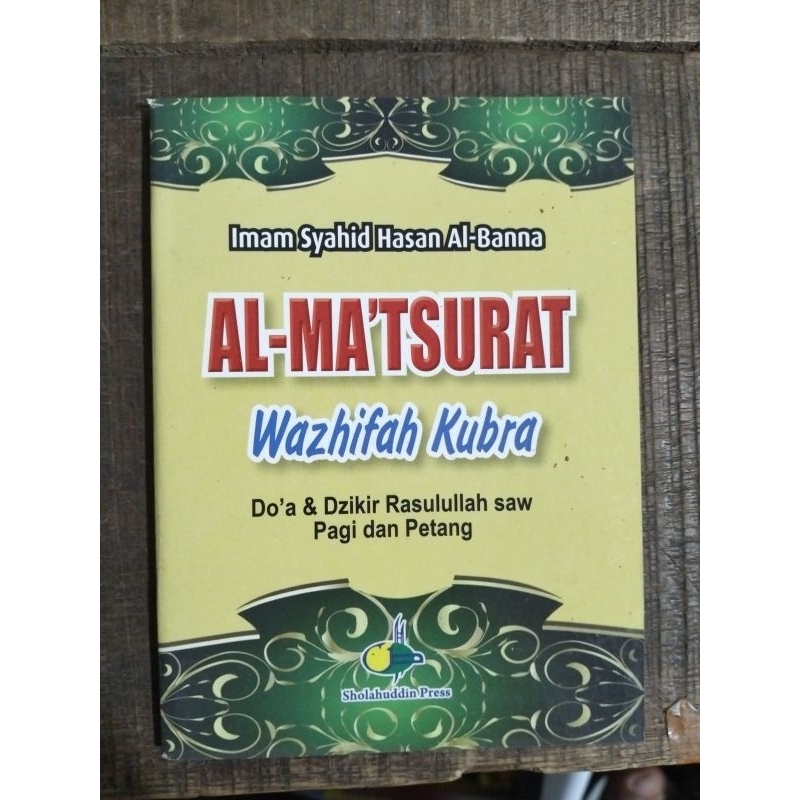 Imam Syahid Hasan Al-Banna
AL-MA'TSURAT
Wazhifah Kubra
Do'a & Dzikir Rasulullah saw
Pagi dan Petang
Sholahuddin Press